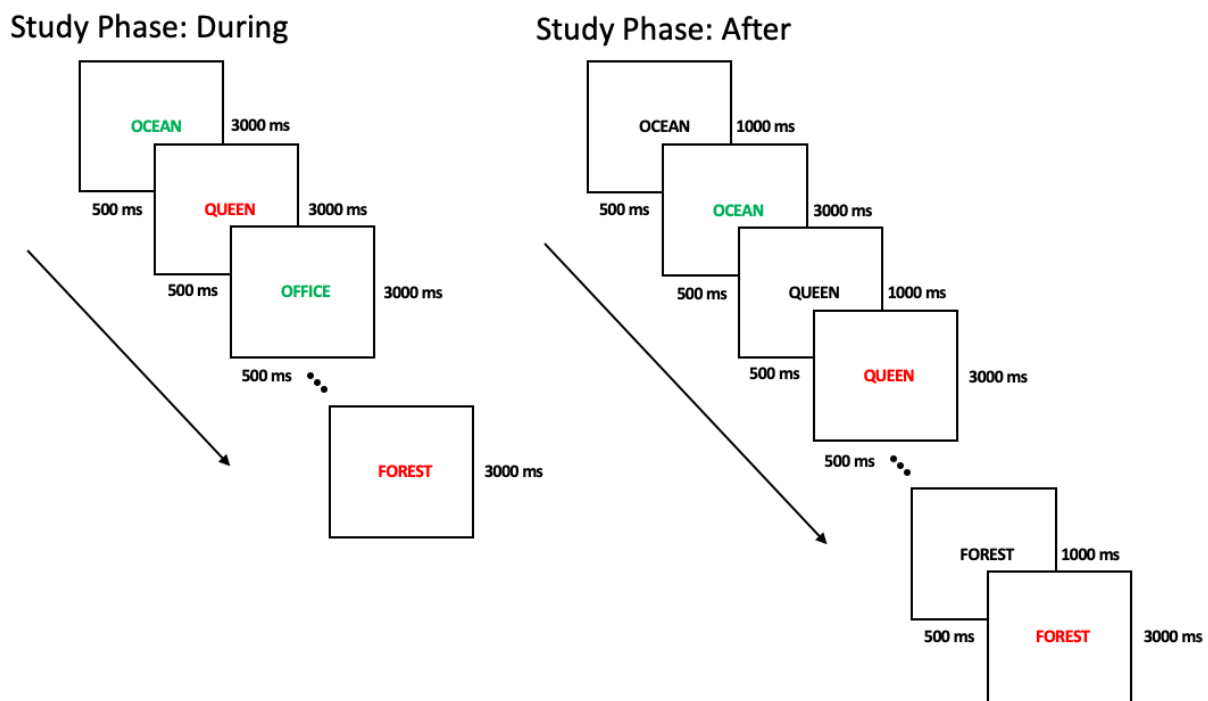 Study Phase: During
OCEAN
3000 ms
500 ms
QUEEN
3000 ms
500 ms
OFFICE
3000 ms
500 ms
FOREST
3000 ms
Study Phase: After
OCEAN
1000 ms
500 ms
OCEAN
3000 ms
500 ms
QUEEN
1000 ms
500 ms
QUEEN
3000 ms
500 ms
FOREST
1000 ms
500 ms
FOREST
3000 ms